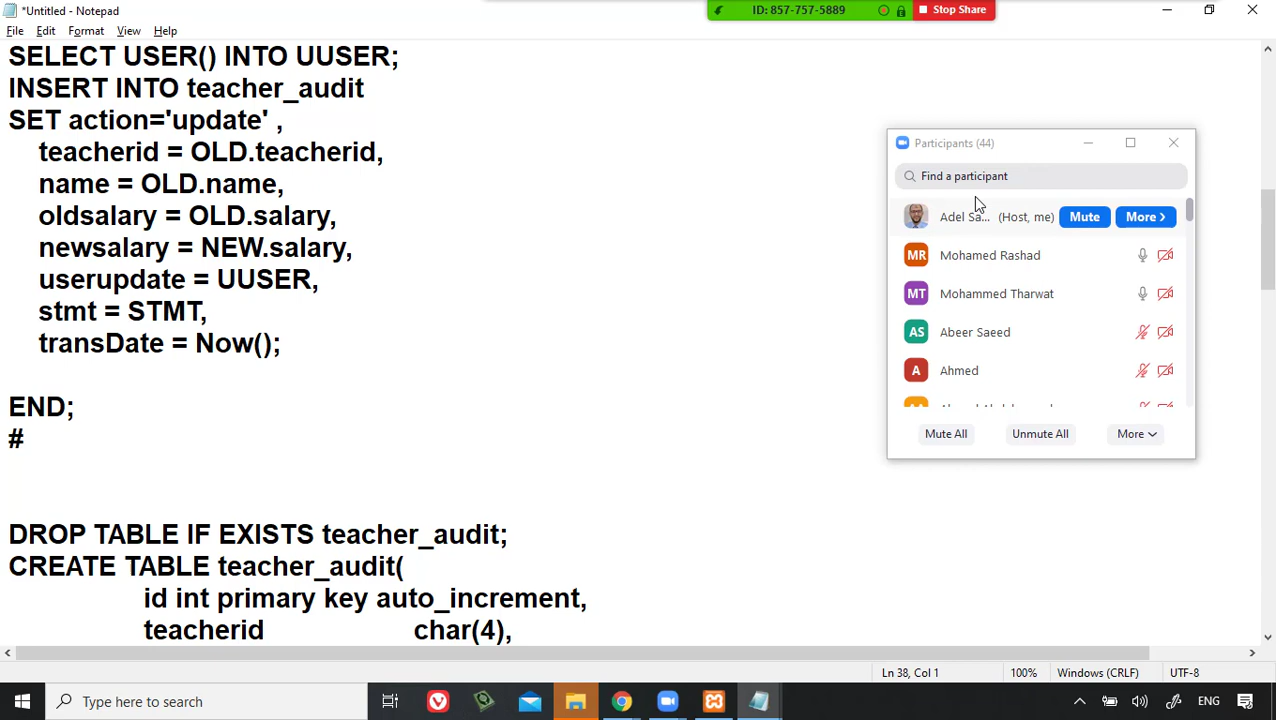 *Untitled - Notepad
ID: 857-757-5889
Stop Share
File Edit Format View Help
SELECT USER() INTO UUSER;
INSERT INTO teacher_audit
SET action='update' ,
teacherid = OLD.teacherid,
name = OLD.name,
oldsalary = OLD.salary,
newsalary = NEW.salary,
userupdate = UUSER,
stmt = STMT,
transDate = Now();
END;
#
DROP TABLE IF EXISTS teacher_audit;
CREATE TABLE teacher_audit(
id int primary key auto_increment,
teacherid char(4),
Participants (44)
Find a participant
Adel Sa... (Host, me) Mute More >
MR Mohamed Rashad
MT Mohammed Tharwat
AS Abeer Saeed
A Ahmed
Mute All Unmute All More
Ln 38, Col 1 100% Windows (CRLF) UTF-8
Type here to search
ENG